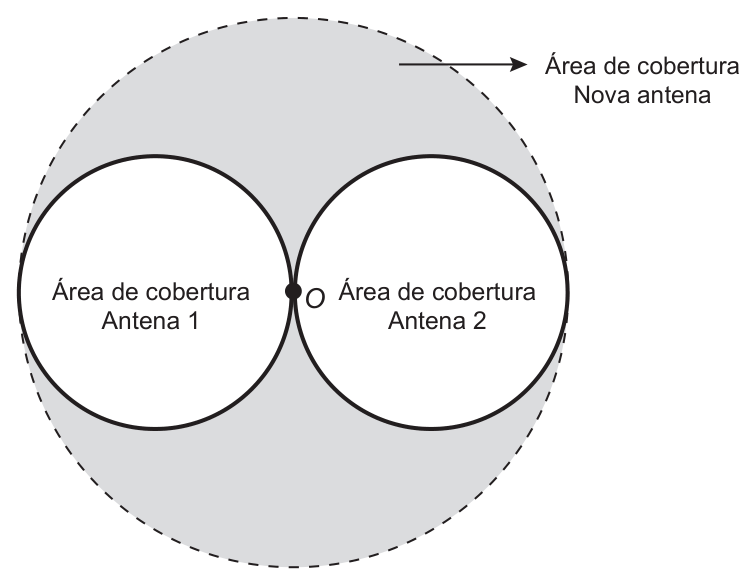 Área de cobertura
Nova antena
Área de cobertura
Antena 1
O
Área de cobertura
Antena 2